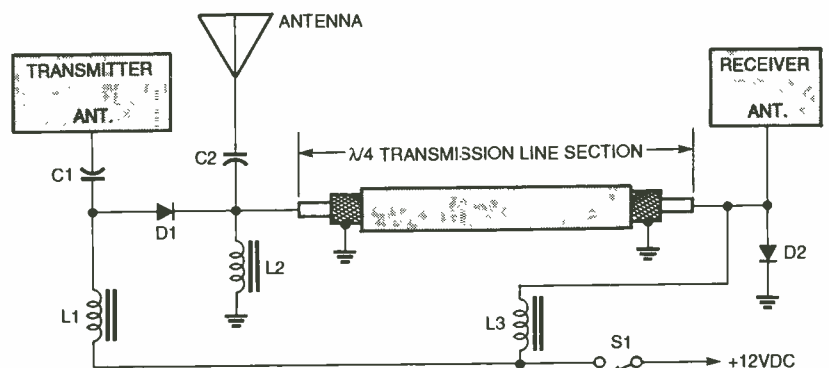 ANTENNA
TRANSMITTER
ANT.
RECEIVER
ANT.
C1
C2
λ/4 TRANSMISSION LINE SECTION
D1
L2
D2
L1
L3
S1
+12VDC